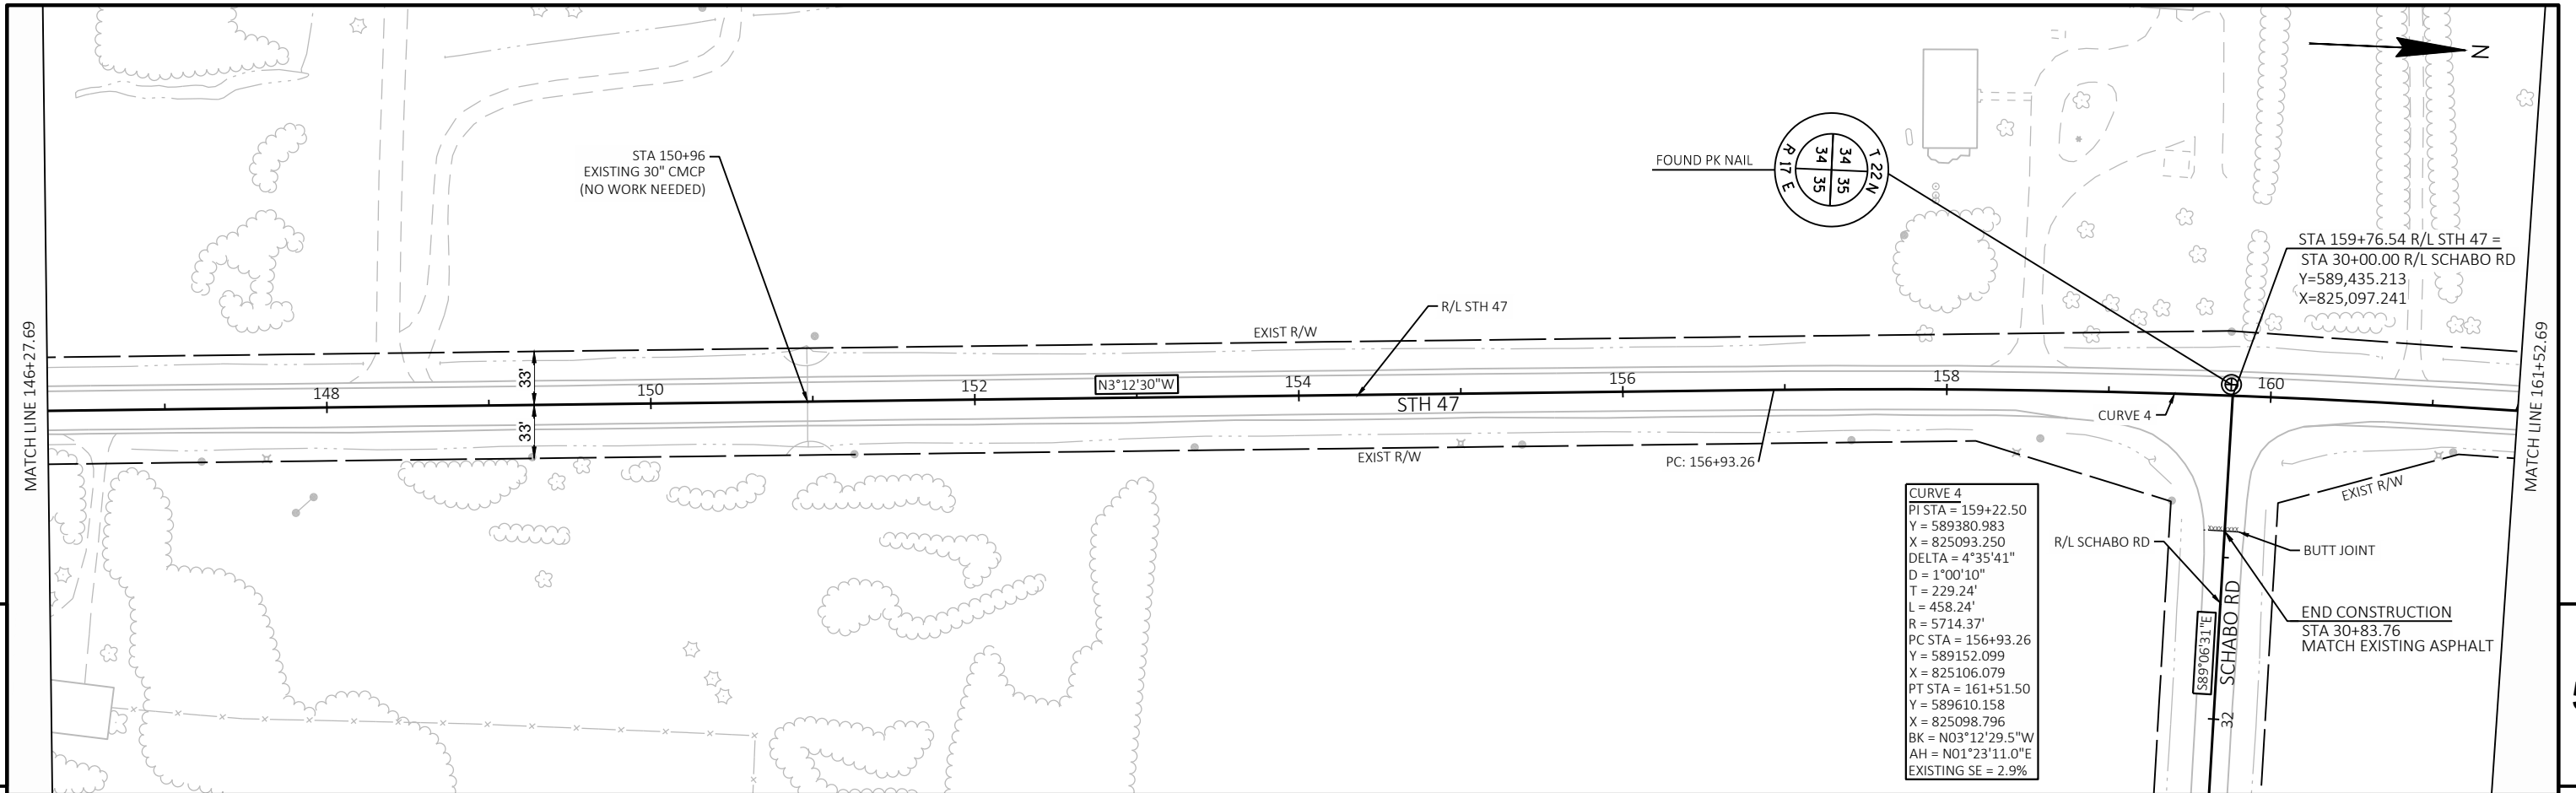 MATCH LINE 146+27.69
STA 150+96
EXISTING 30" CMCP
(NO WORK NEEDED)
33'
33'
148
150
152
154
156
158
160
N3°12'30"W
EXIST R/W
R/L STH 47
STH 47
EXIST R/W
PC: 156+93.26
FOUND PK NAIL
T 22 N
R 17 E
34 34
35 35
N
STA 159+76.54 R/L STH 47 =
STA 30+00.00 R/L SCHABO RD
Y=589,435.213
X=825,097.241
CURVE 4
CURVE 4
PI STA = 159+22.50
Y = 589380.983
X = 825093.250
DELTA = 4°35'41"
D = 1°00'10"
T = 229.24'
L = 458.24'
R = 5714.37'
PC STA = 156+93.26
Y = 589152.099
X = 825106.079
PT STA = 161+51.50
Y = 589610.158
X = 825098.796
BK = N03°12'29.5"W
AH = N01°23'11.0"E
EXISTING SE = 2.9%
R/L SCHABO RD
S89°06'31"E
SCHABO RD
32
EXIST R/W
BUTT JOINT
END CONSTRUCTION
STA 30+83.76
MATCH EXISTING ASPHALT
MATCH LINE 161+52.69